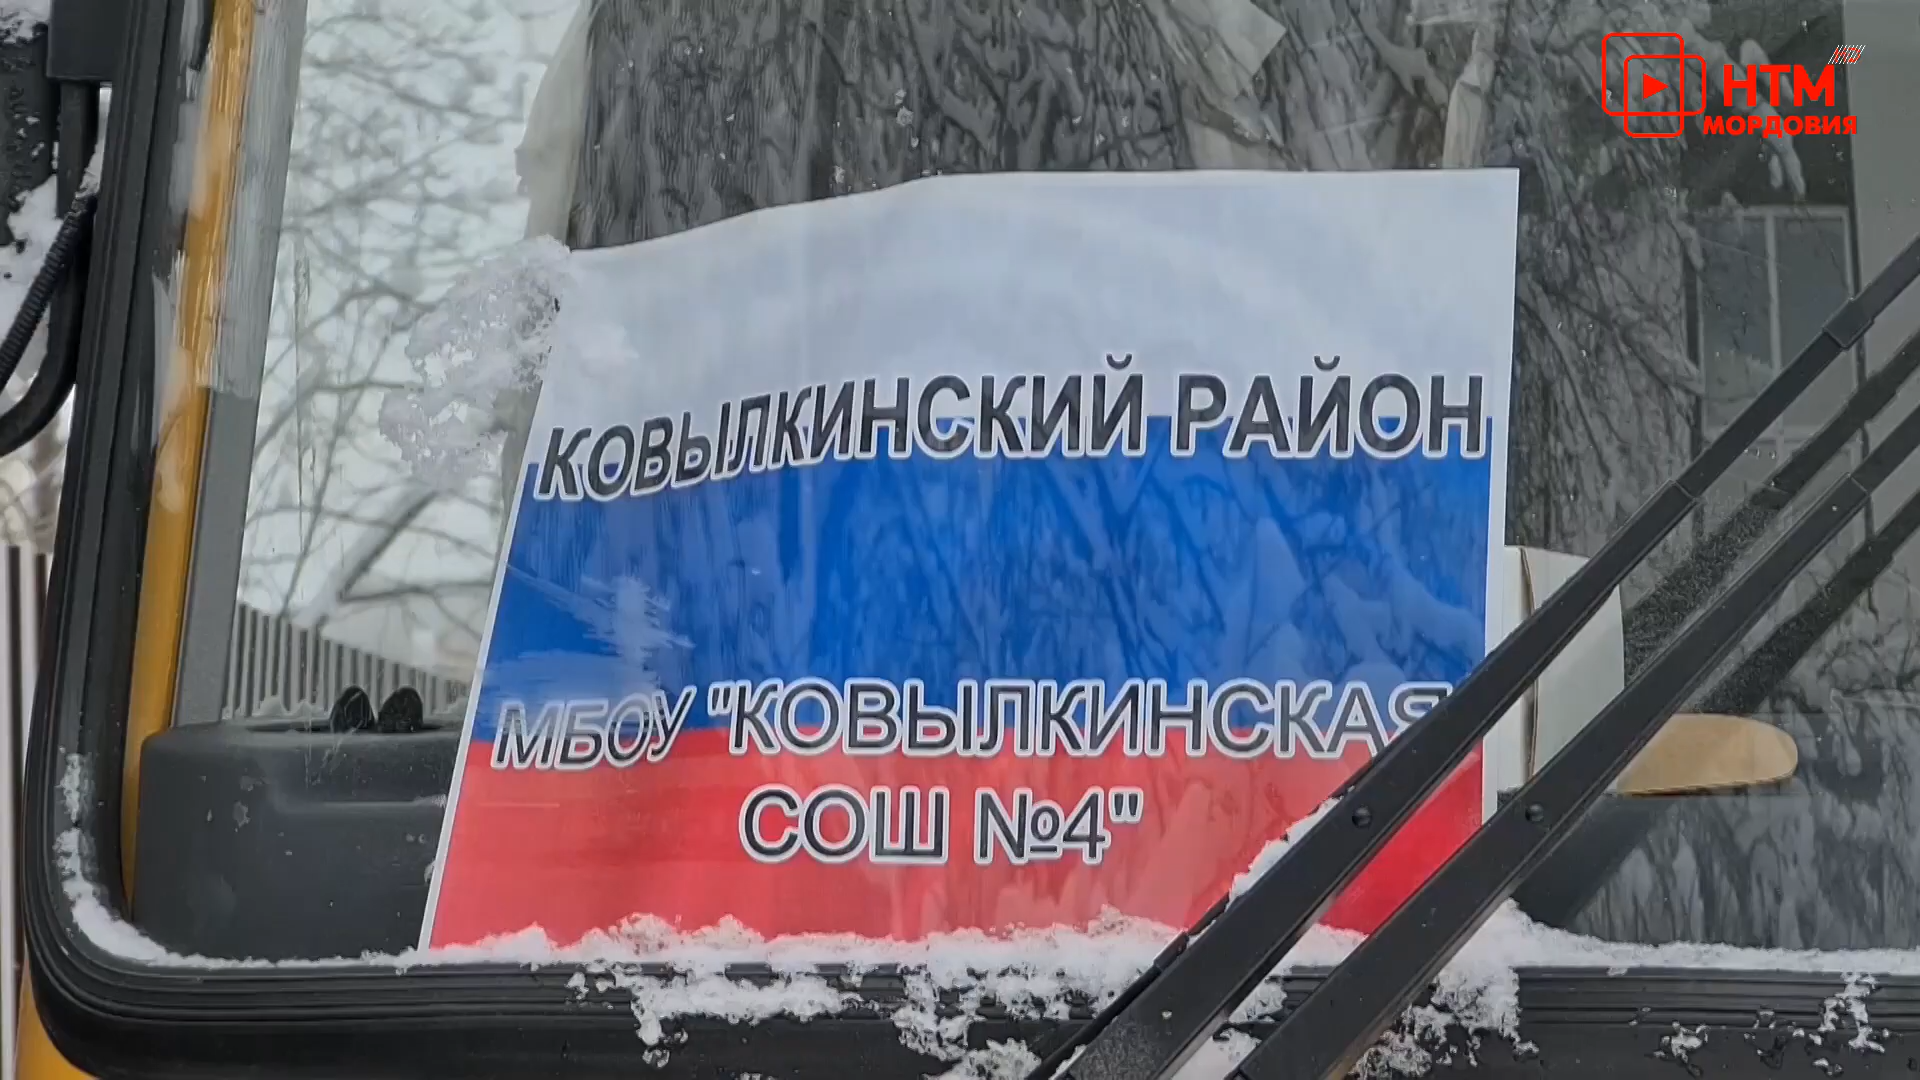 НТМ
МОРДОВИЯ
КОВЫЛКИНСКИЙ РАЙОН
МБОУ "КОВЫЛКИНСКАЯ
СОШ №4"